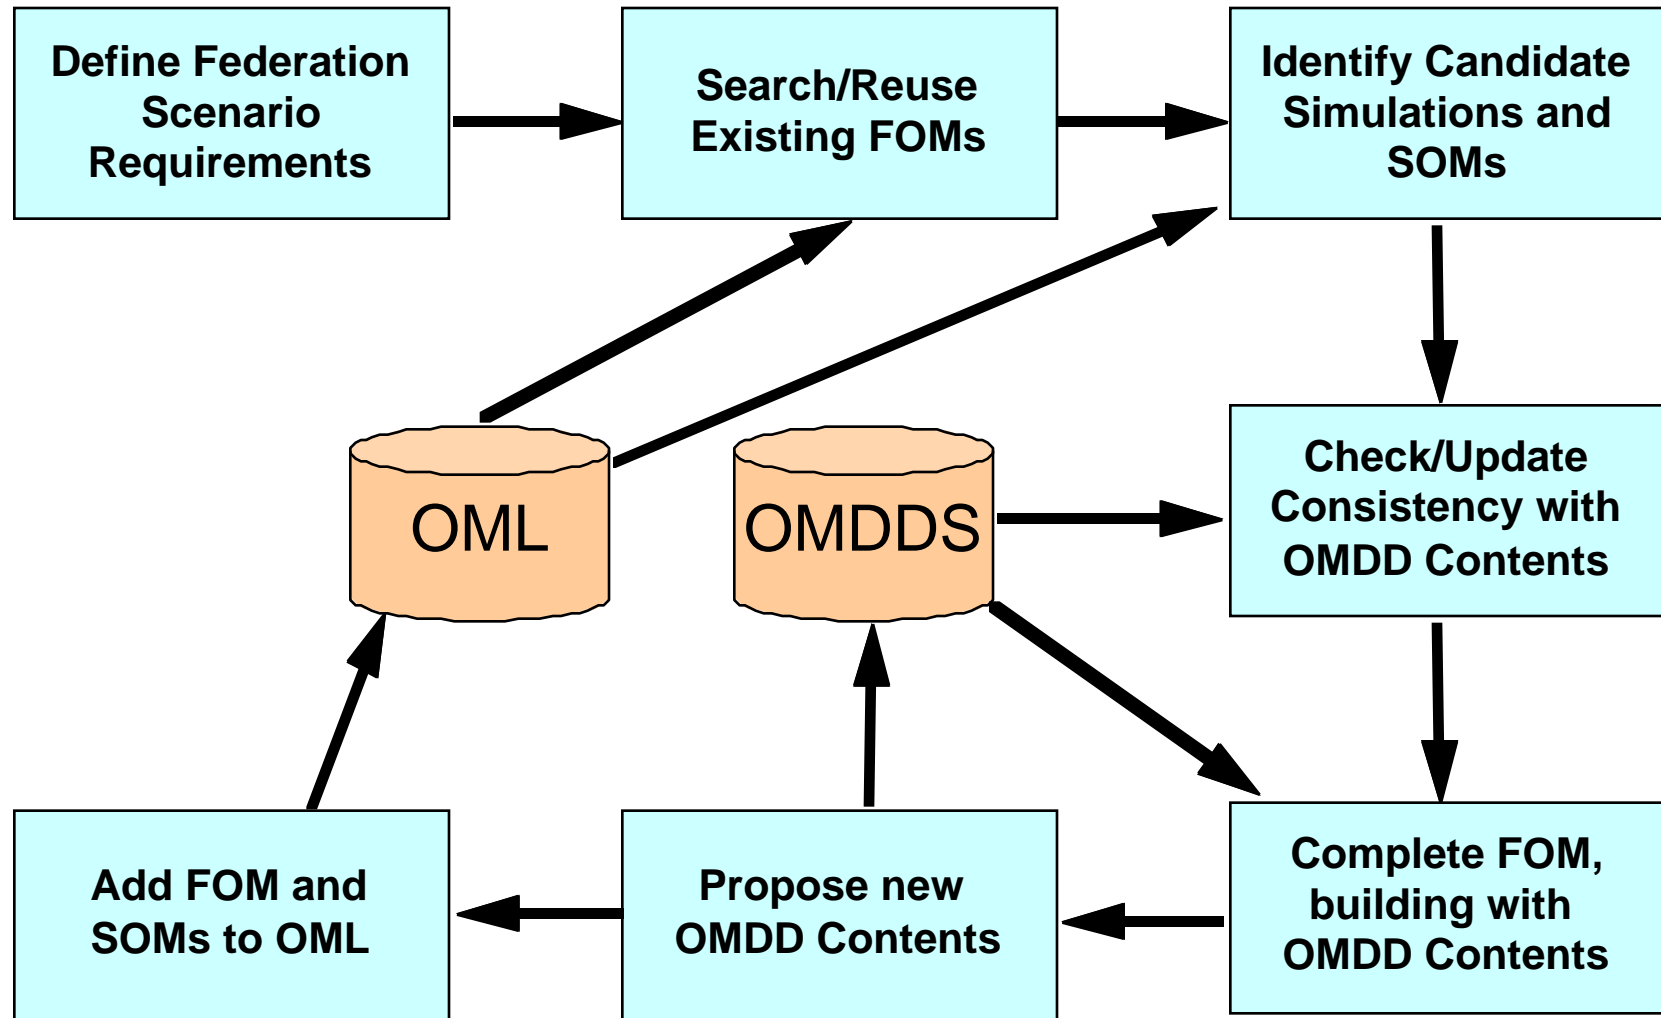 Define Federation
Scenario
Requirements
Search/Reuse
Existing FOMs
Identify Candidate
Simulations and
SOMs
OML
OMDDS
Check/Update
Consistency with
OMDD Contents
Add FOM and
SOMs to OML
Propose new
OMDD Contents
Complete FOM,
building with
OMDD Contents